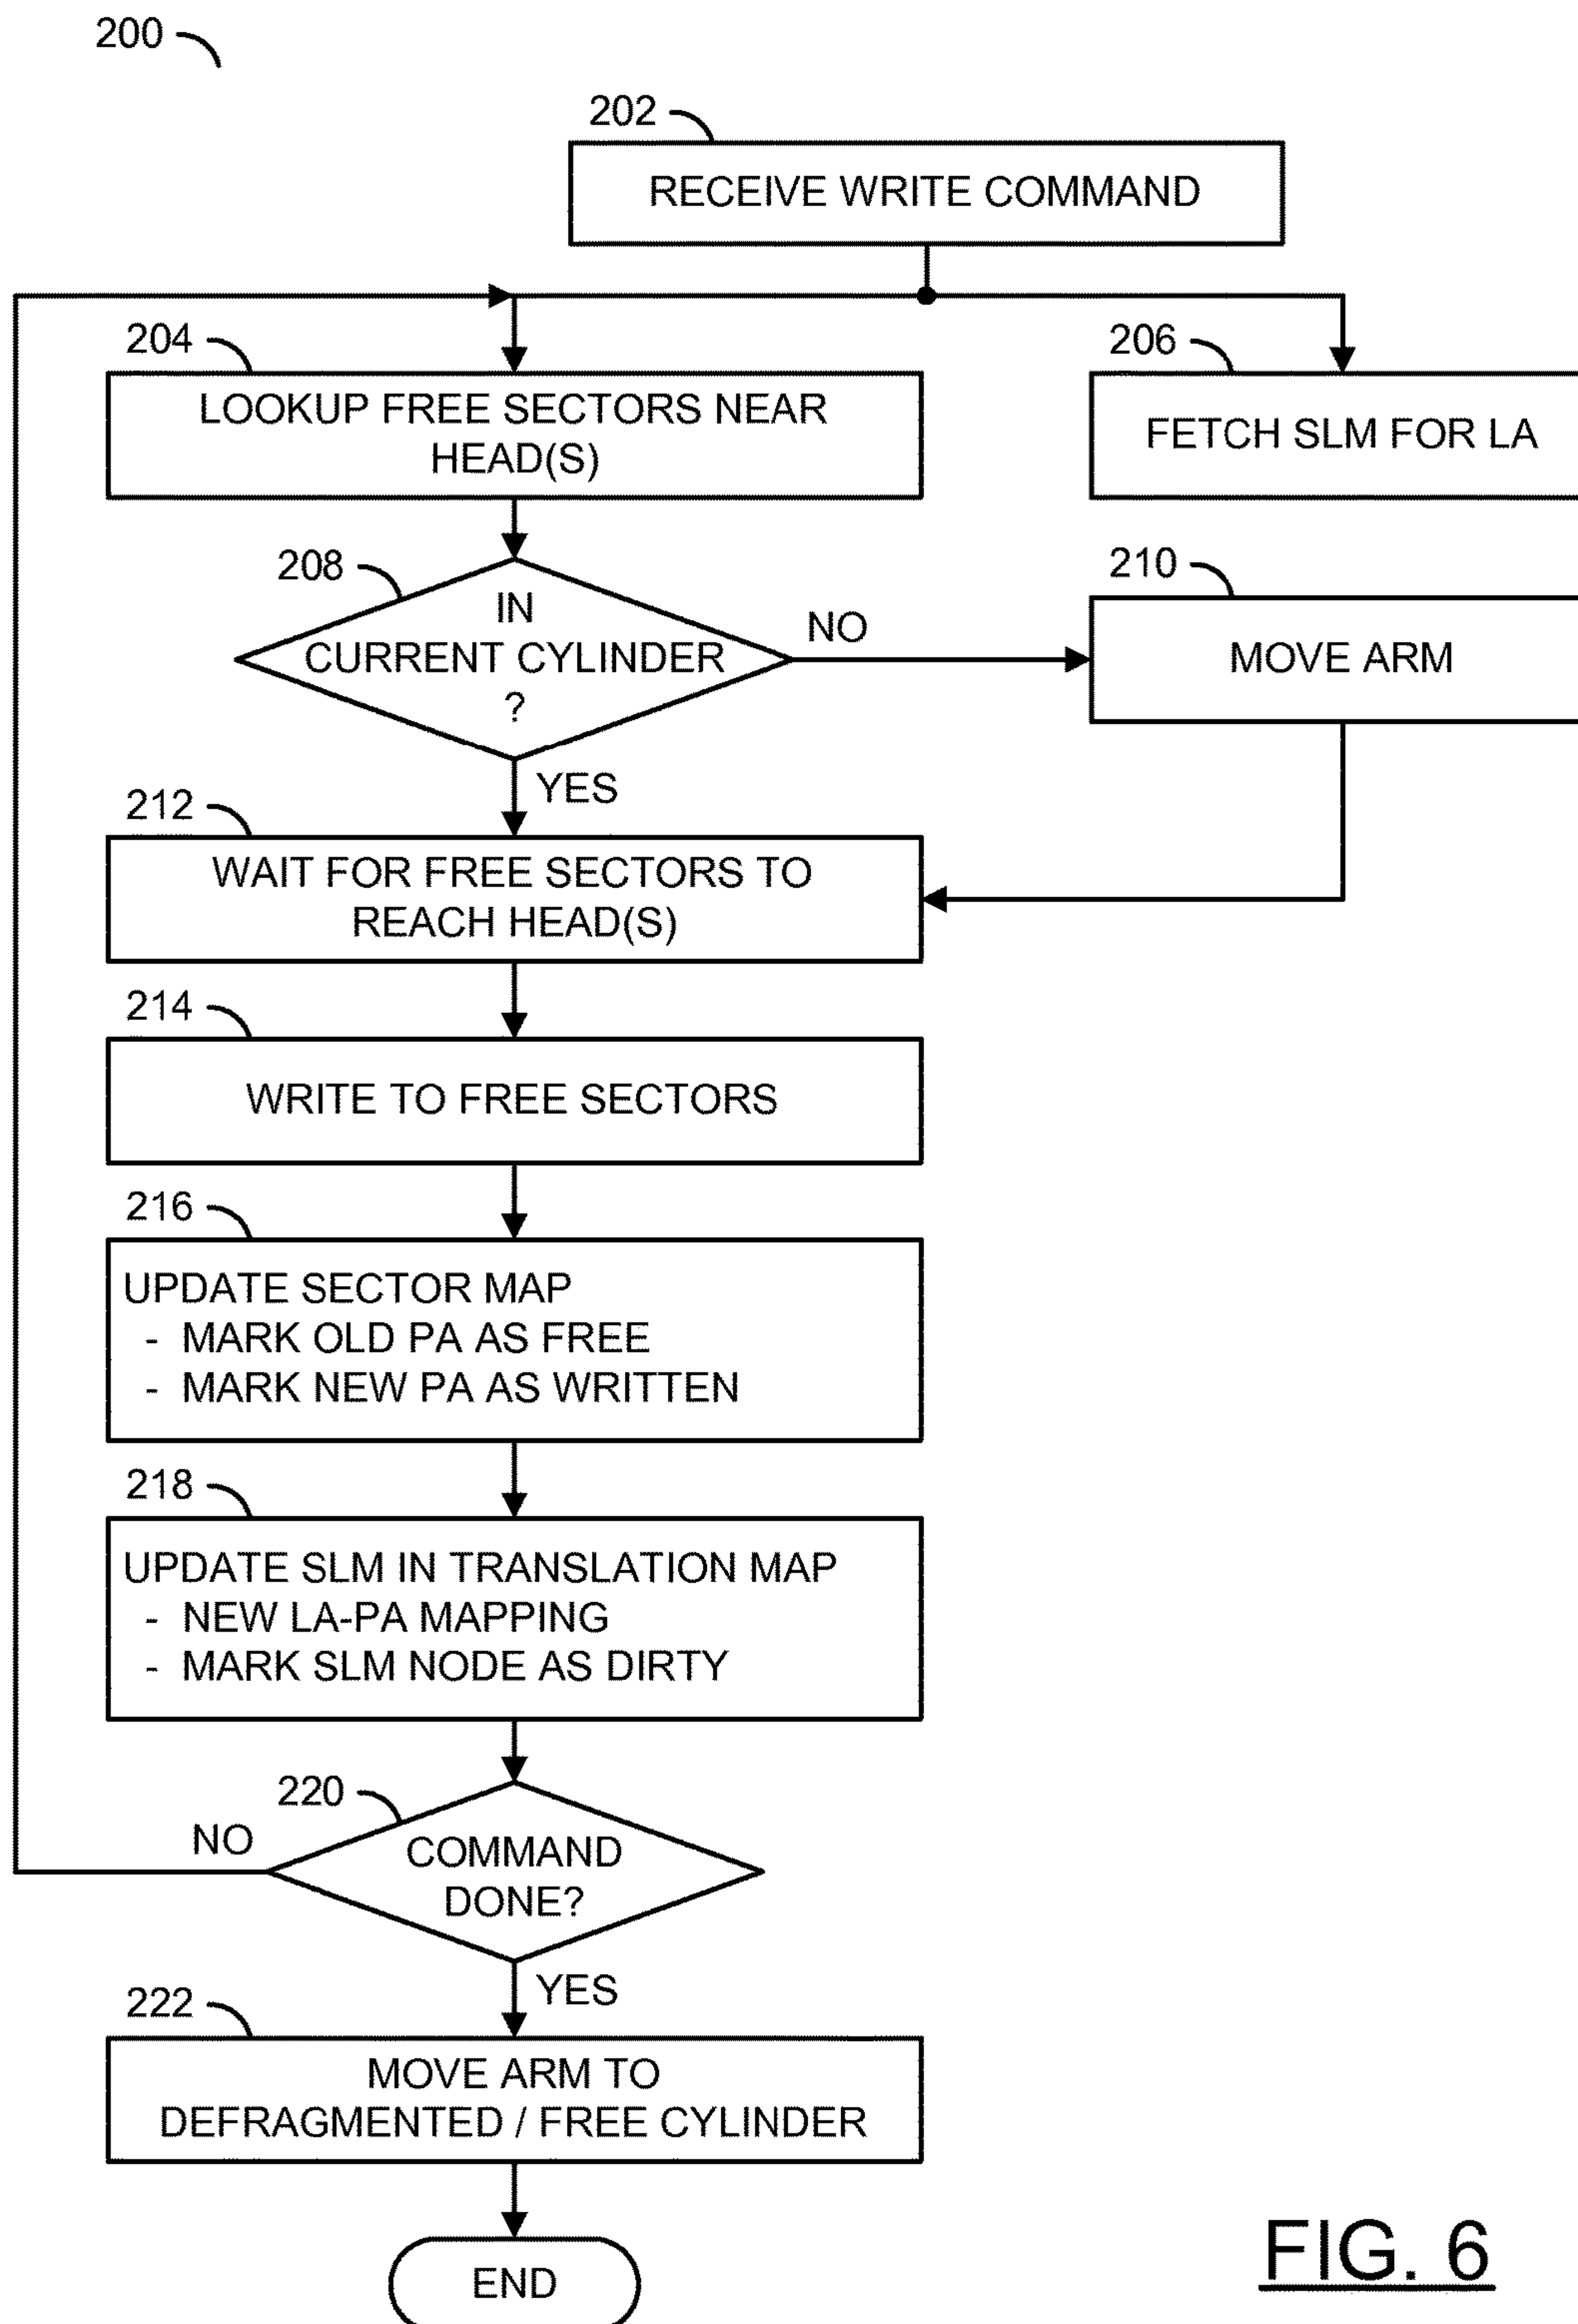 200
202
RECEIVE WRITE COMMAND
204
LOOKUP FREE SECTORS NEAR
HEAD(S)
206
FETCH SLM FOR LA
208
IN
CURRENT CYLINDER
?
NO
210
MOVE ARM
YES
212
WAIT FOR FREE SECTORS TO
REACH HEAD(S)
214
WRITE TO FREE SECTORS
216
UPDATE SECTOR MAP
- MARK OLD PA AS FREE
- MARK NEW PA AS WRITTEN
218
UPDATE SLM IN TRANSLATION MAP
- NEW LA-PA MAPPING
- MARK SLM NODE AS DIRTY
220
NO
COMMAND
DONE?
YES
222
MOVE ARM TO
DEFRAGMENTED / FREE CYLINDER
END
FIG. 6